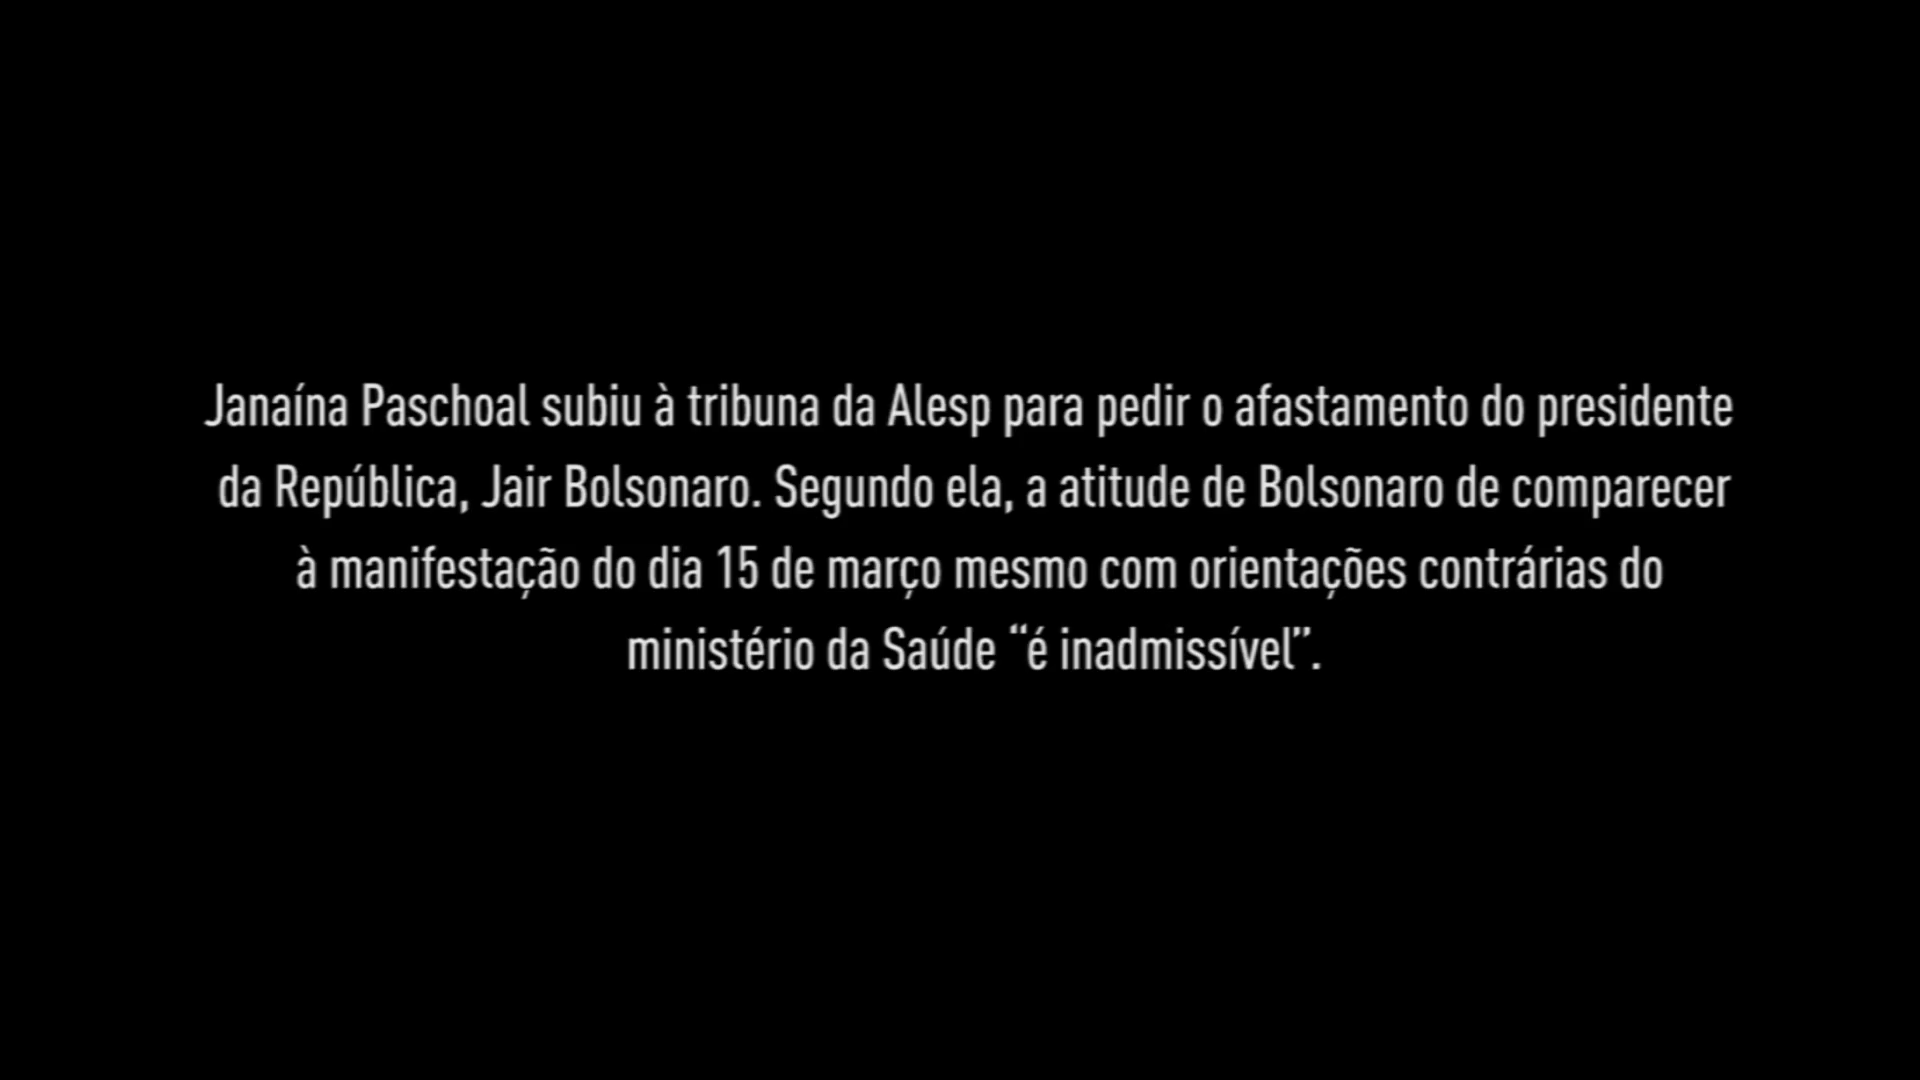 Janaína Paschoal subiu à tribuna da Alesp para pedir o afastamento do presidente
da República, Jair Bolsonaro. Segundo ela, a atitude de Bolsonaro de comparecer
à manifestação do dia 15 de março mesmo com orientações contrárias do
ministério da Saúde “é inadmissível”.